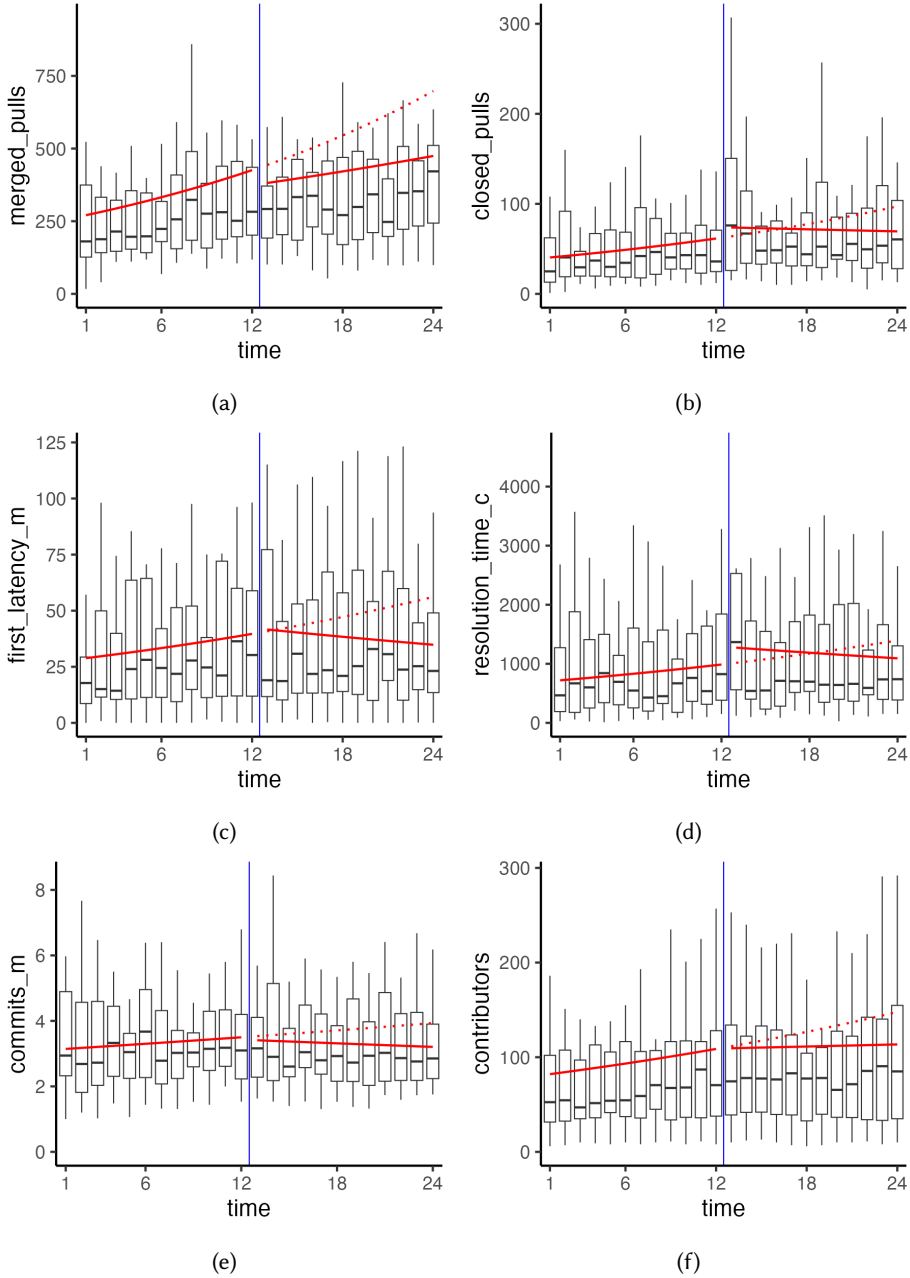 merged_pulls
750
500
250
0
1 6 12 18 24
time
(a)
closed_pulls
300
200
100
0
1 6 12 18 24
time
(b)
first_latency_m
125
100
75
50
25
0
1 6 12 18 24
time
(c)
resolution_time_c
4000
3000
2000
1000
0
1 6 12 18 24
time
(d)
commits_m
8
6
4
2
0
1 6 12 18 24
time
(e)
contributors
300
200
100
0
1 6 12 18 24
time
(f)